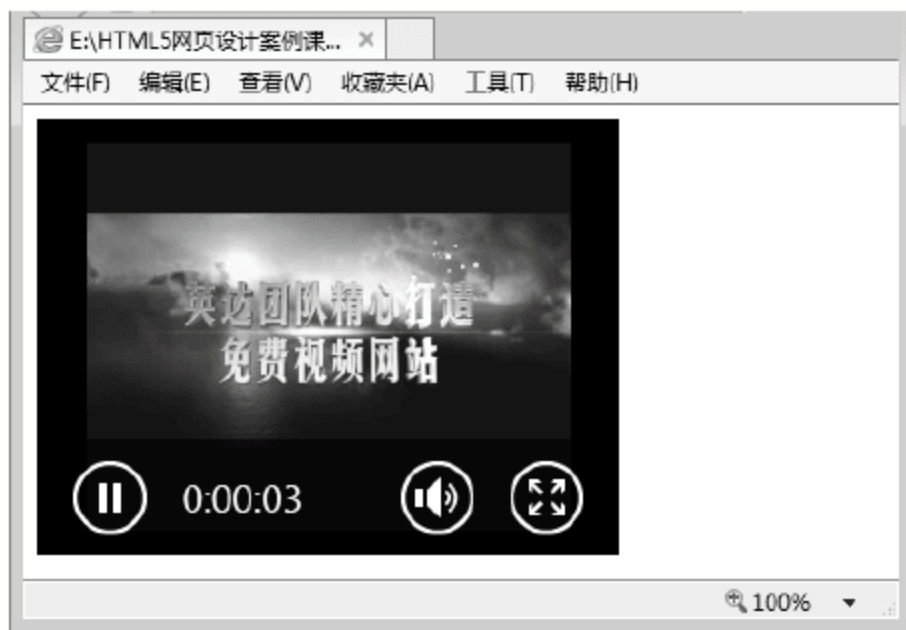 E:\HTML5网页设计案例课...
文件(F) 编辑(E) 查看(V) 收藏夹(A) 工具(T) 帮助(H)
英达团队精心打造
免费视频网站
0:00:03
100%